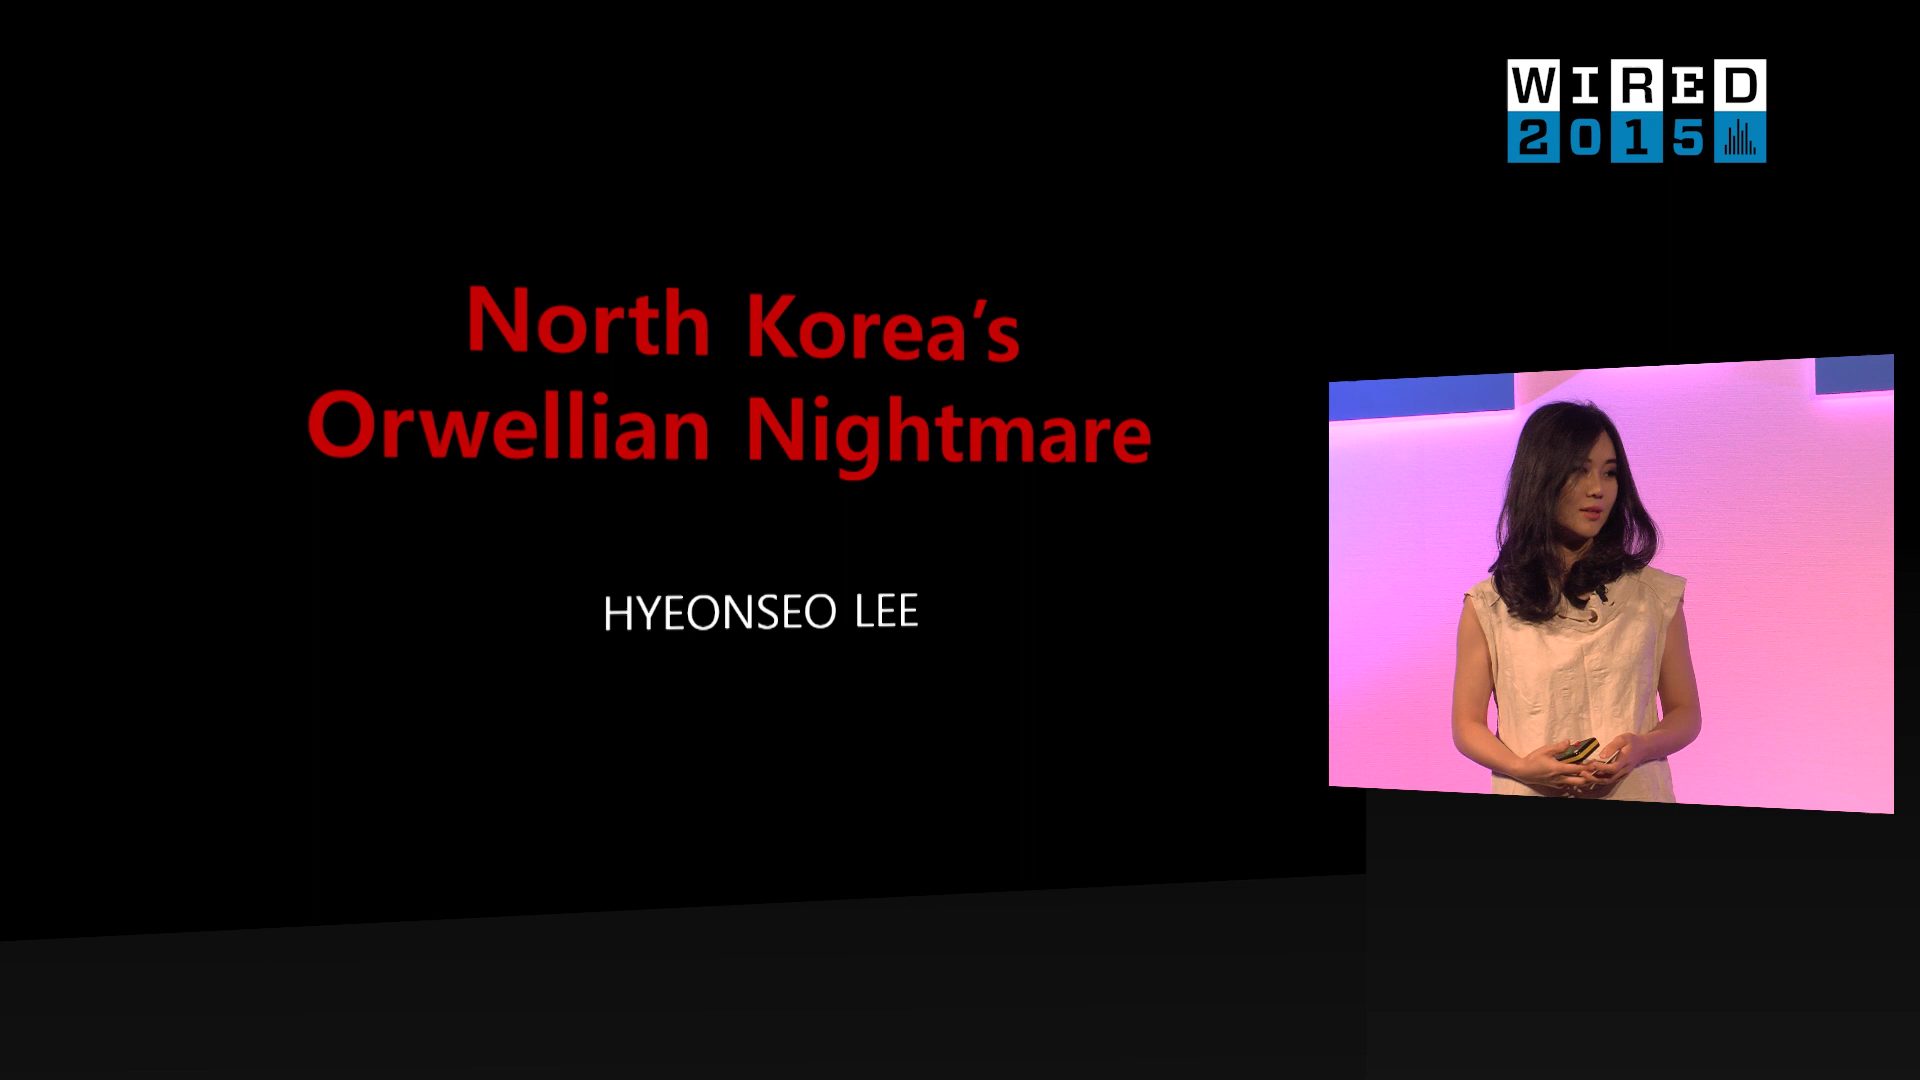 WIRED
2015
North Korea’s
Orwellian Nightmare
HYEONSEO LEE